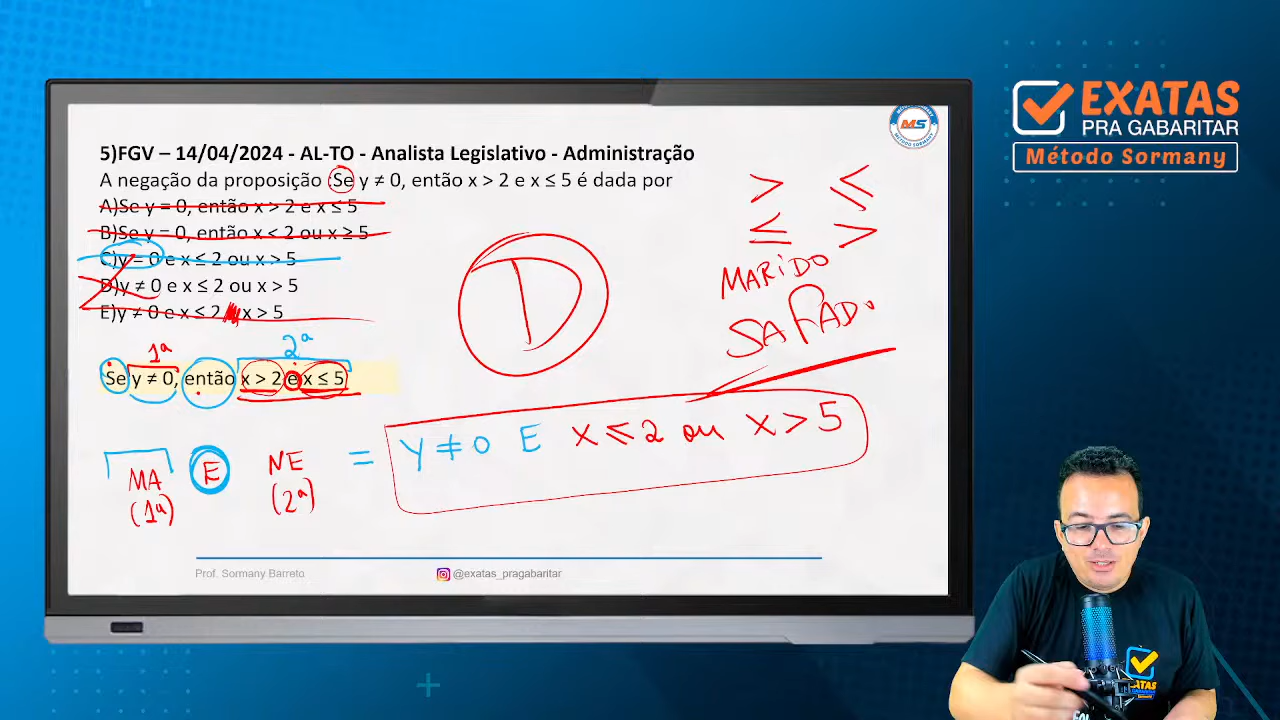 EXATAS
PRA GABARITAR
Método Sormany
MS
5)FGV – 14/04/2024 - AL-TO - Analista Legislativo - Administração
A negação da proposição :Se y ≠ 0, então x > 2 e x ≤ 5 é dada por
A)Se y = 0, então x > 2 e x ≤ 5
B)Se y = 0, então x < 2 ou x ≥ 5
C)y = 0 e x ≤ 2 ou x > 5
D)y ≠ 0 e x ≤ 2 ou x > 5
E)y ≠ 0 e x ≤ 2 x > 5
> ≤
≤ >
MARIDO
SAFADO
D
1ª 2ª
Se y ≠ 0, então x > 2 e x ≤ 5
MA E NE = Y ≠ 0 E X ≤ 2 ou X > 5
(1ª) (2ª)
Prof. Sormany Barreto
@exatas_pragabaritar
EXATAS